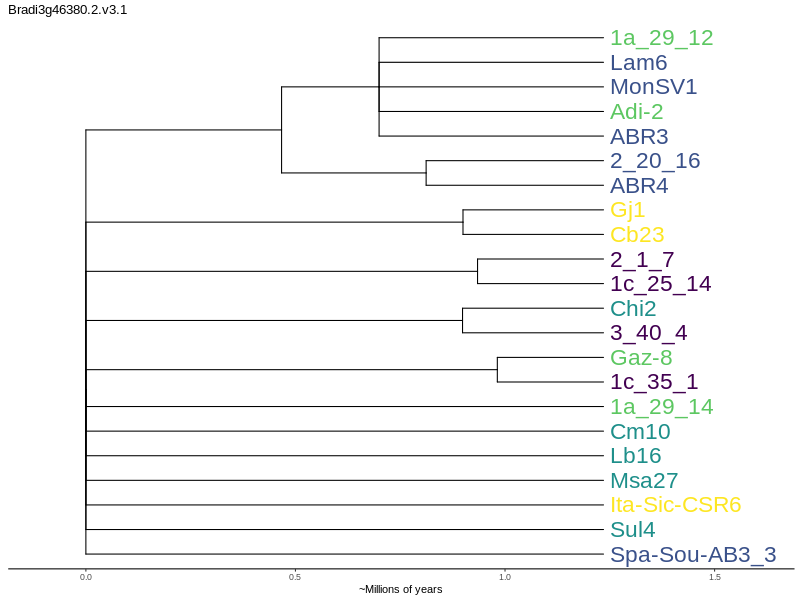 Bradi3g46380.2.v3.1
1a_29_12
Lam6
MonSV1
Adi-2
ABR3
2_20_16
ABR4
Gj1
Cb23
2_1_7
1c_25_14
Chi2
3_40_4
Gaz-8
1c_35_1
1a_29_14
Cm10
Lb16
Msa27
Ita-Sic-CSR6
Sul4
Spa-Sou-AB3_3
0.0 0.5 1.0 1.5
~Millions of years